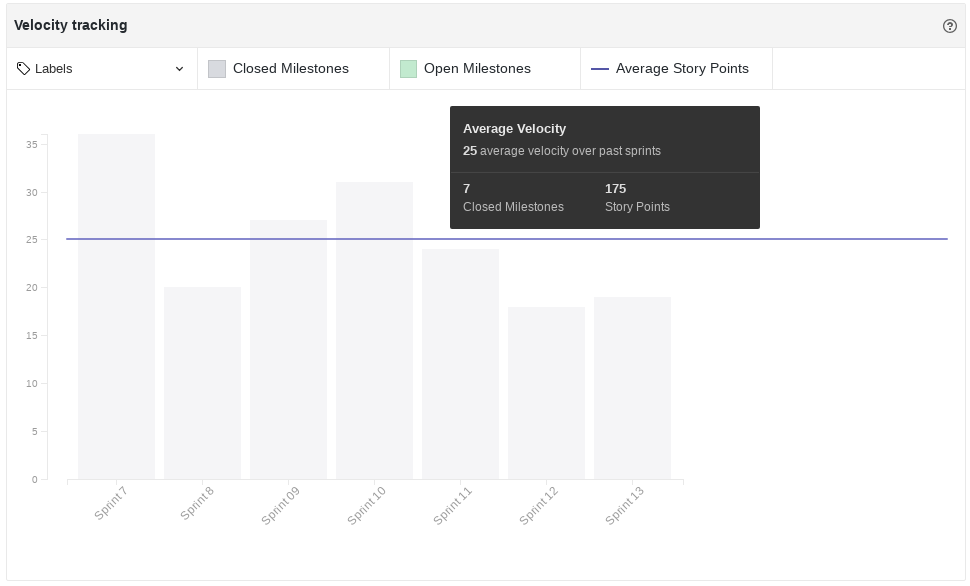 Velocity tracking
Labels
Closed Milestones
Open Milestones
Average Story Points
Average Velocity
25 average velocity over past sprints
7
175
Closed Milestones
Story Points
35
30
25
20
15
10
5
0
Sprint 7
Sprint 8
Sprint 09
Sprint 10
Sprint 11
Sprint 12
Sprint 13